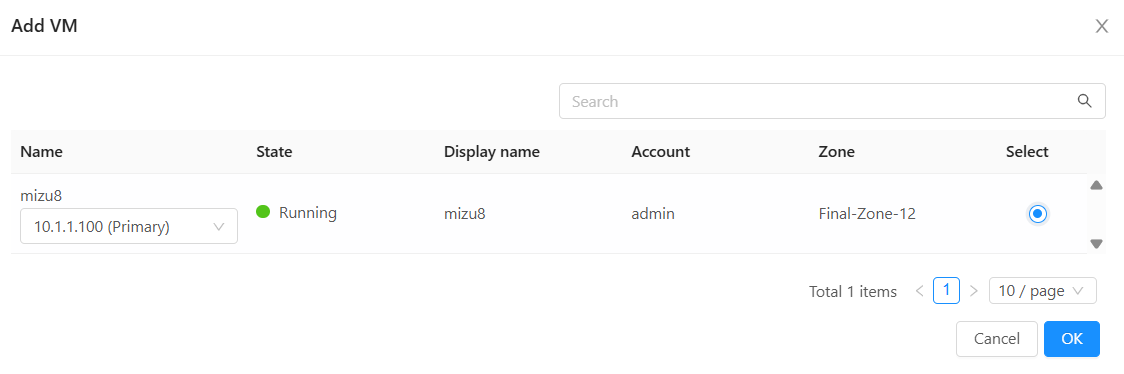 Add VM
Search
Name State Display name Account Zone Select
mizu8
10.1.1.100 (Primary) Running mizu8 admin Final-Zone-12
Total 1 items 1 10 / page
Cancel OK